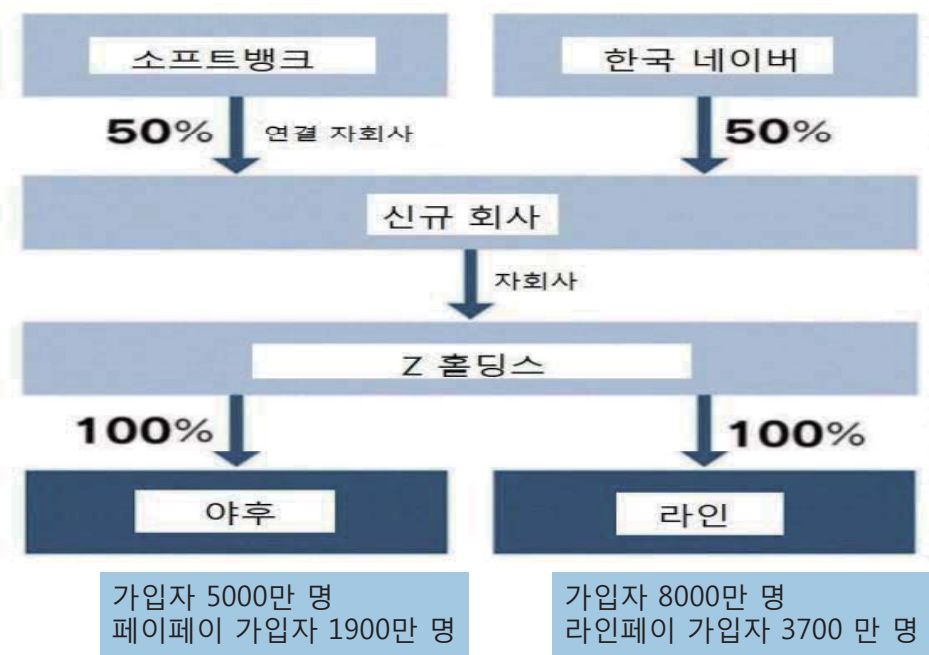 소프트뱅크
한국 네이버
50%
연결 자회사
50%
신규 회사
자회사
Z 홀딩스
100%
100%
야후
라인
가입자 5000만 명
페이페이 가입자 1900만 명
가입자 8000만 명
라인페이 가입자 3700 만 명